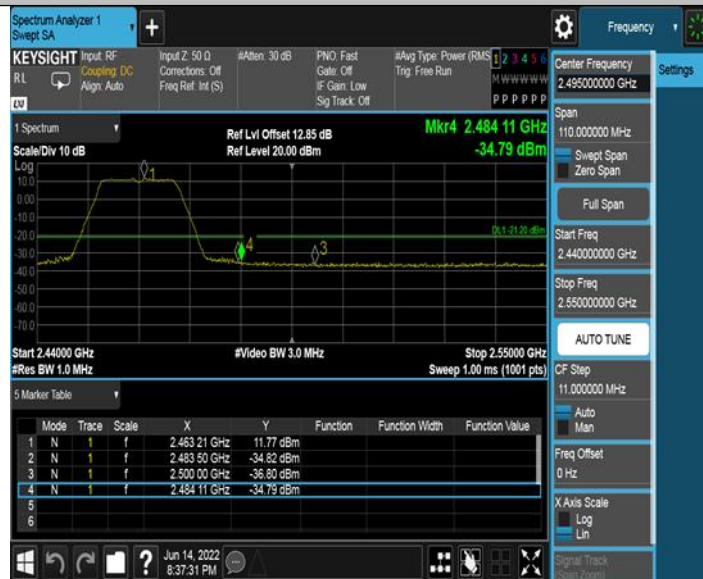 Spectrum Analyzer 1
Swept SA
Frequency
KEYSIGHT
RL
LXI
Input: RF
Coupling: DC
Align: Auto
Input Z: 50 Ω
Corrections: Off
Freq Ref: Int (S)
#Atten: 30 dB
PNO: Fast
Gate: Off
IF Gain: Low
Sig Track: Off
#Avg Type: Power (RMS
Trig: Free Run
1 2 3 4 5 6
M W W W W W
P P P P P P
1 Spectrum
Scale/Div 10 dB
Ref Lvl Offset 12.85 dB
Ref Level 20.00 dBm
Mkr4 2.484 11 GHz
-34.79 dBm
Log
10.0
0.00
-10.0
-20.0
-30.0
-40.0
-50.0
-60.0
-70.0
1
4
3
DL1 -21.20 dBm
Start 2.44000 GHz
#Res BW 1.0 MHz
#Video BW 3.0 MHz
Stop 2.55000 GHz
Sweep 1.00 ms (1001 pts)
5 Marker Table
Mode Trace Scale X Y Function Function Width Function Value
1 N 1 f 2.463 21 GHz 11.77 dBm
2 N 1 f 2.483 50 GHz -34.82 dBm
3 N 1 f 2.500 00 GHz -36.80 dBm
4 N 1 f 2.484 11 GHz -34.79 dBm
5
6
Jun 14, 2022
8:37:31 PM
Center Frequency
2.495000000 GHz
Settings
Span
110.000000 MHz
Swept Span
Zero Span
Full Span
Start Freq
2.440000000 GHz
Stop Freq
2.550000000 GHz
AUTO TUNE
CF Step
11.000000 MHz
Auto
Man
Freq Offset
0 Hz
X Axis Scale
Log
Lin
Signal Track
(Span Zoom)